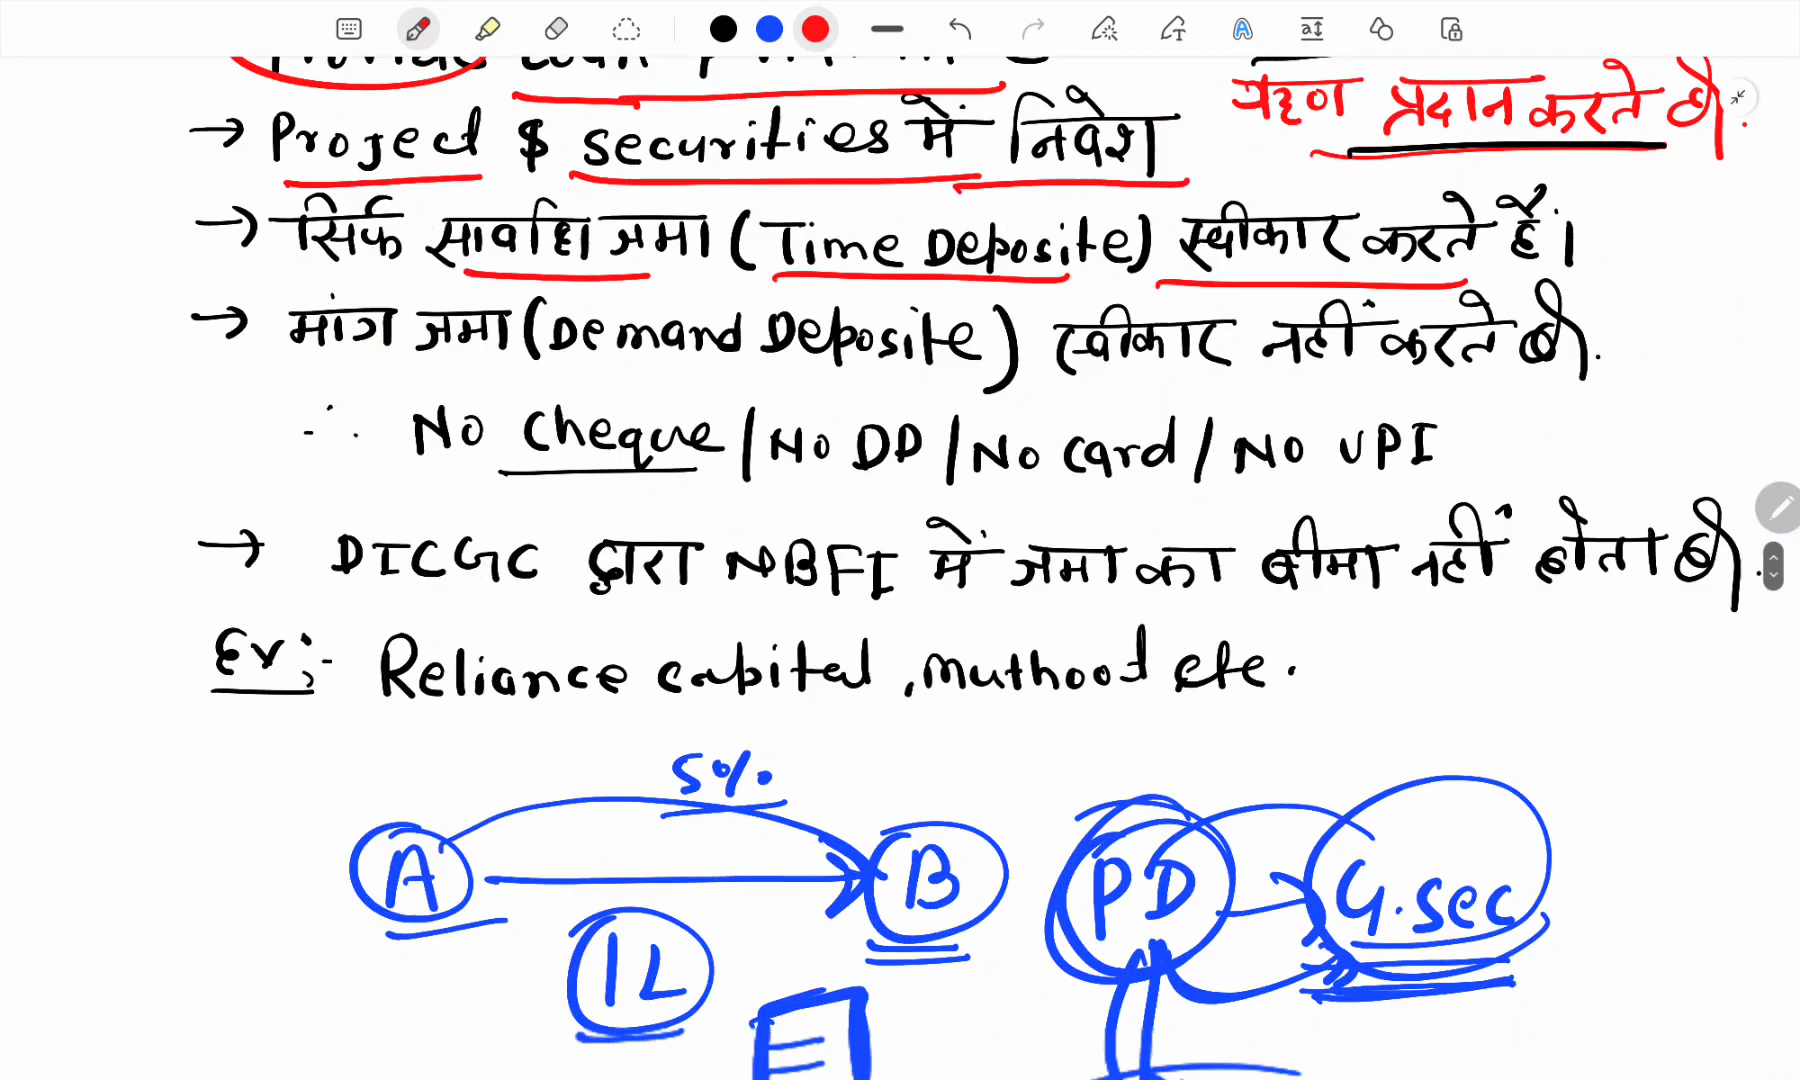 ऋण प्रदान करते है.
→ Project $ securities में निवेश
→ सिर्फ सावधि जमा (Time Deposite) स्वीकार करते है।
→ मांग जमा (Demand Deposite) स्वीकार नहीं करते है.
∴ No cheque / No DD / No card / No UPI
→ DICGC द्वारा NBFI में जमा का बीमा नहीं होता है.
Ex:- Reliance capital, muthoot etc.
5%
A B PD G.sec
1L